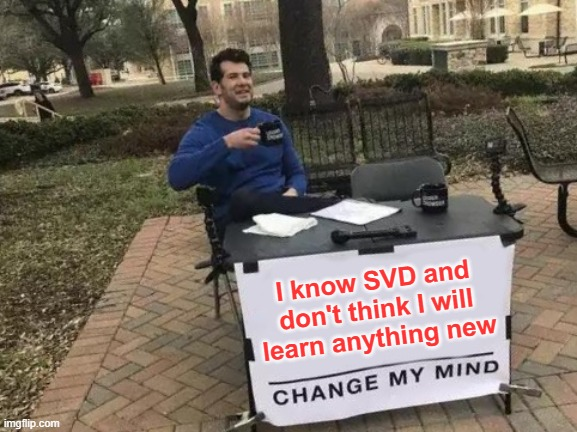 I know SVD and
don't think I will
learn anything new
CHANGE MY MIND
imgflip.com